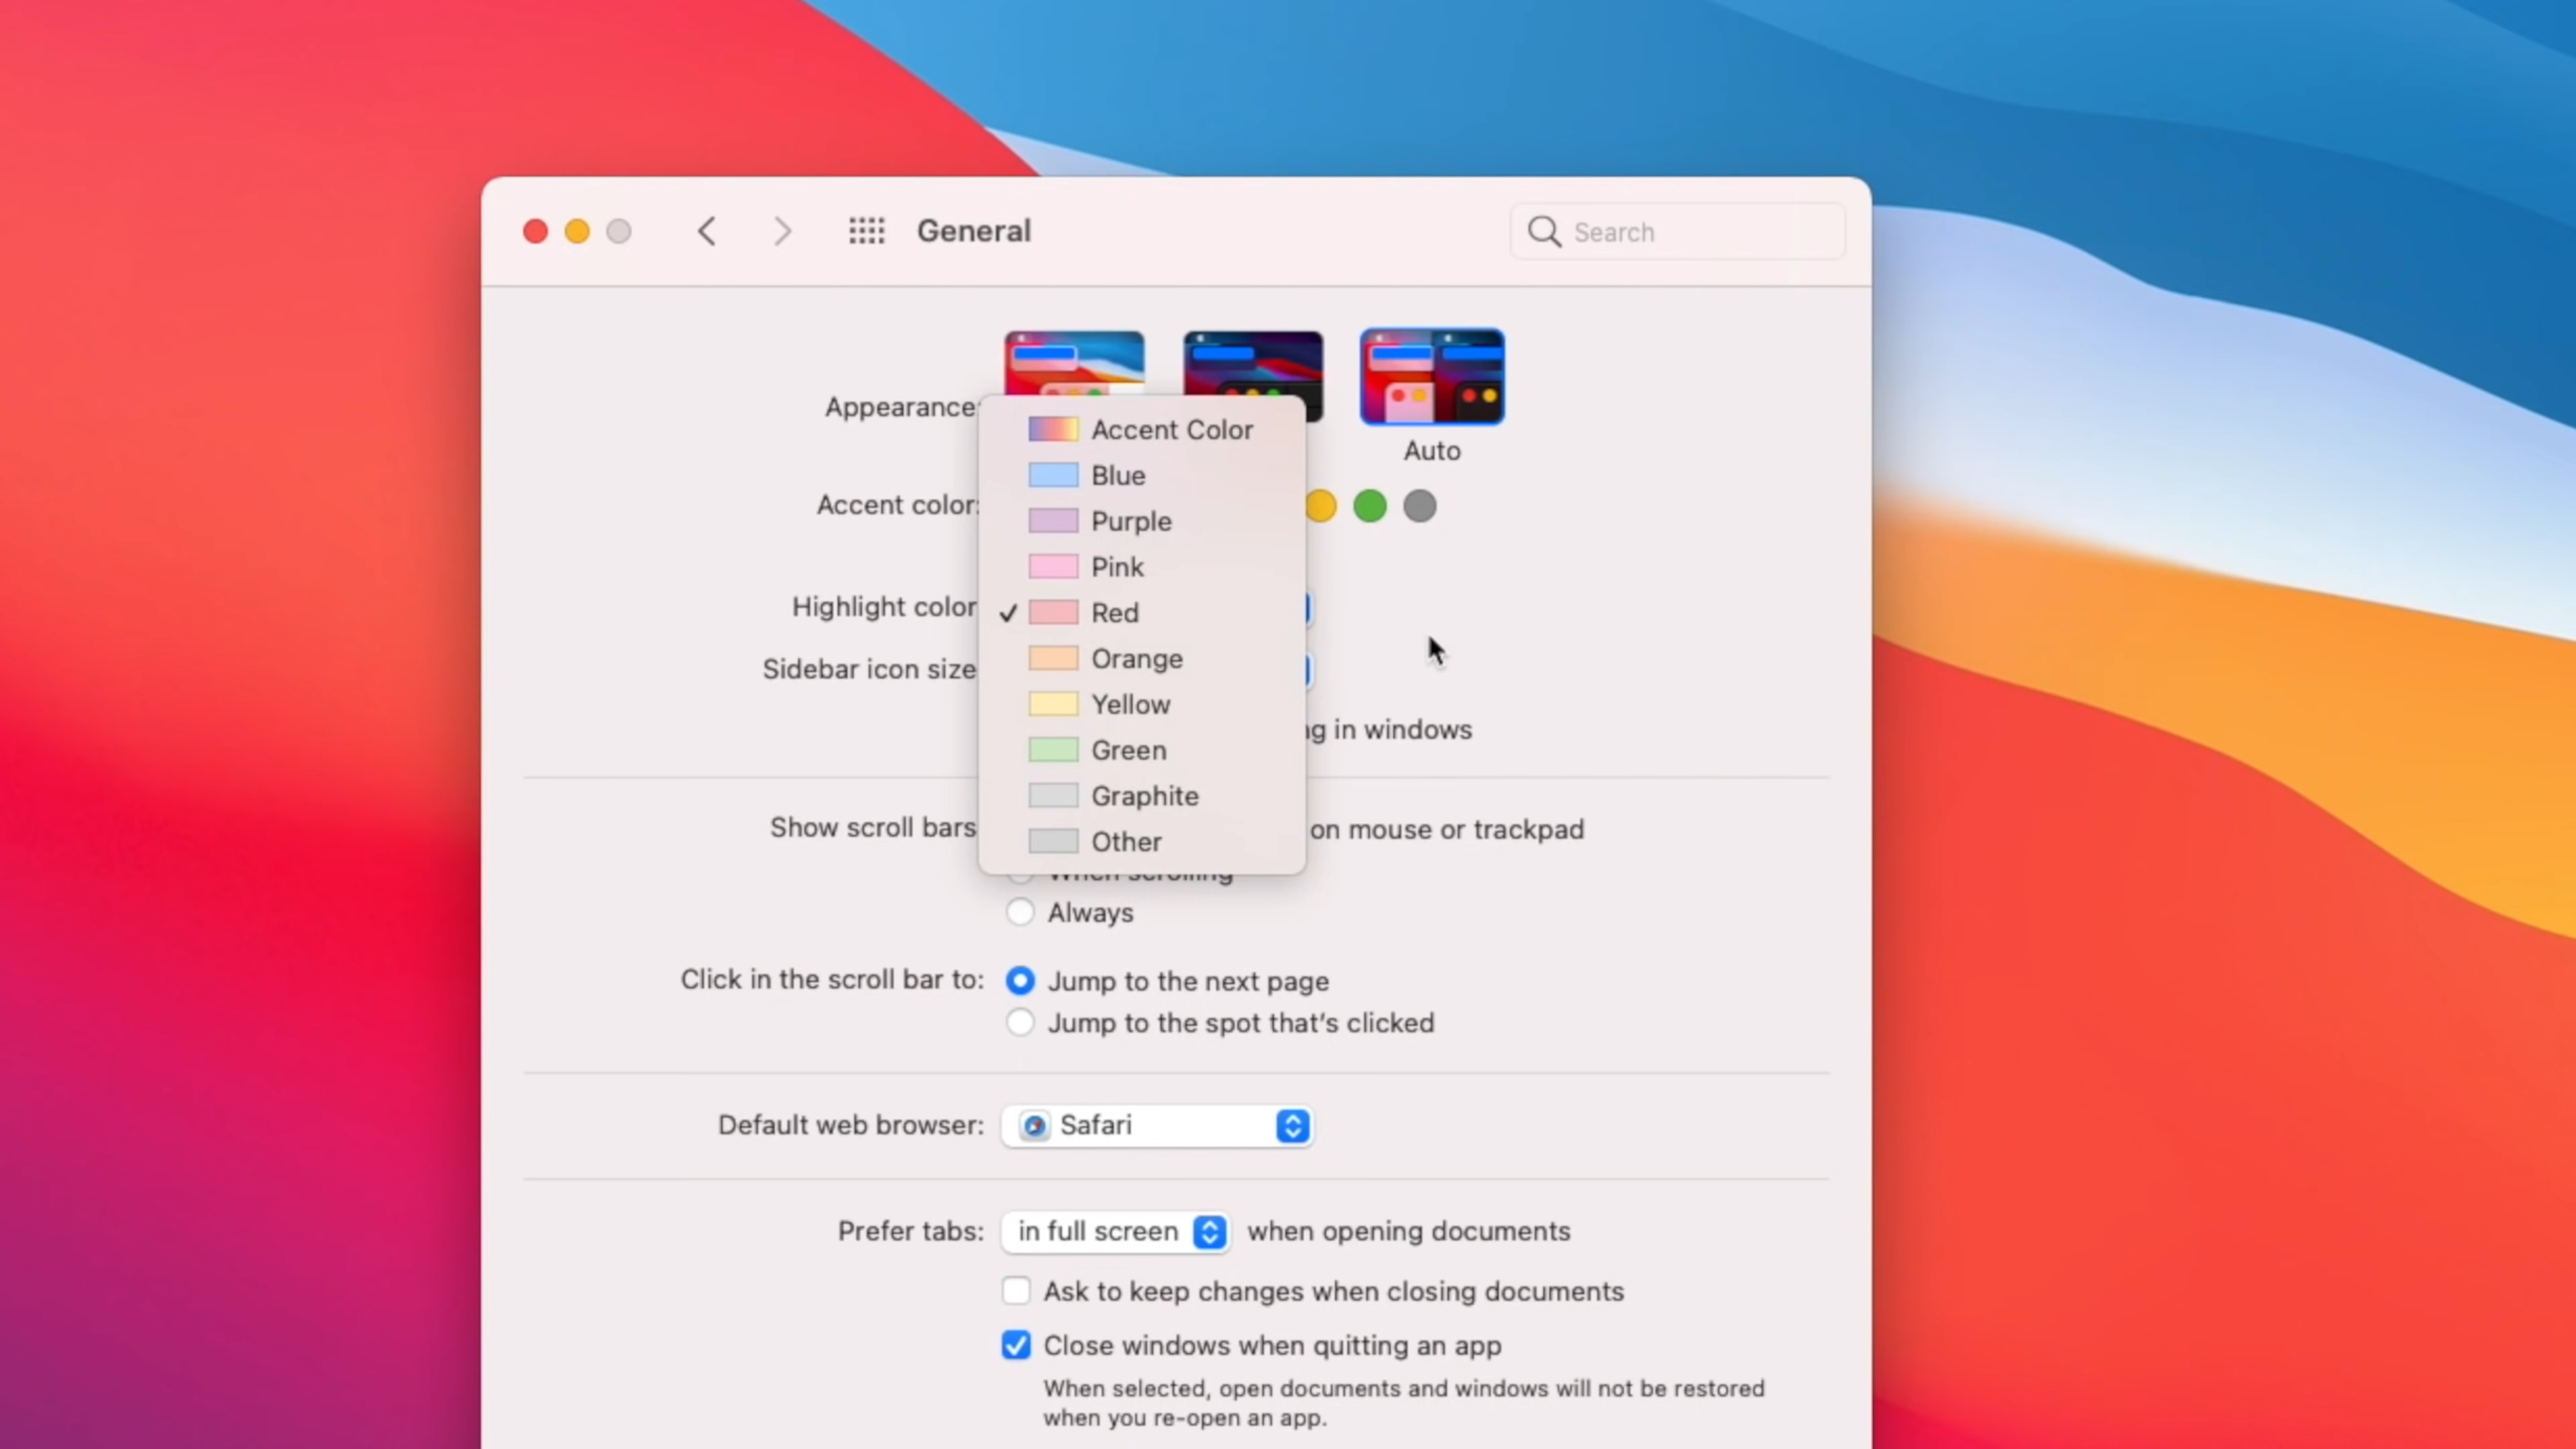 General
Search
Appearance:
Auto
Accent color:
Highlight color
Sidebar icon size
Accent Color
Blue
Purple
Pink
Red
Orange
Yellow
Green
Graphite
Other
in windows
Show scroll bars
on mouse or trackpad
When scrolling
Always
Click in the scroll bar to:
Jump to the next page
Jump to the spot that's clicked
Default web browser:
Safari
Prefer tabs:
in full screen
when opening documents
Ask to keep changes when closing documents
Close windows when quitting an app
When selected, open documents and windows will not be restored
when you re-open an app.